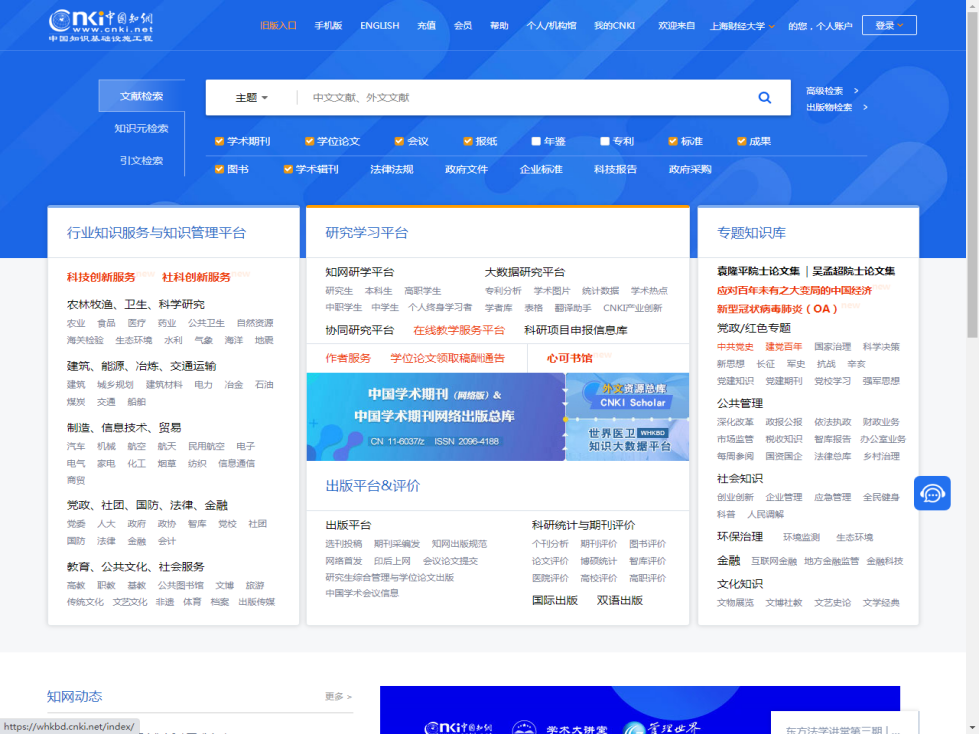 cnki中国知网
www.cnki.net
中国知识基础设施工程
旧版入口 手机版 ENGLISH 充值 会员 帮助 个人/机构馆 我的CNKI 欢迎来自 上海财经大学 的您，个人账户 登录
文献检索
知识元检索
引文检索
主题 中文文献、外文文献
高级检索 >
出版物检索 >
学术期刊 学位论文 会议 报纸 年鉴 专利 标准 成果
图书 学术辑刊 法律法规 政府文件 企业标准 科技报告 政府采购
行业知识服务与知识管理平台
科技创新服务 社科创新服务
农林牧渔、卫生、科学研究
农业 食品 医疗 药业 公共卫生 自然资源
海关检验 生态环境 水利 气象 海洋 地震
建筑、能源、冶炼、交通运输
建筑 城乡规划 建筑材料 电力 冶金 石油
煤炭 交通 船舶
制造、信息技术、贸易
汽车 机械 航空 航天 民用航空 电子
电气 家电 化工 烟草 纺织 信息通信
商贸
党政、社团、国防、法律、金融
党委 人大 政府 政协 智库 党校 社团
国防 法律 金融 会计
教育、公共文化、社会服务
高教 职教 基教 公共图书馆 文博 旅游
传统文化 文艺文化 非遗 体育 档案 出版传媒
研究学习平台
知网研学平台
研究生 本科生 高职学生
中职学生 中学生 个人终身学习者
大数据研究平台
专利分析 学术图片 统计数据 学术热点
学者库 表格 翻译助手 CNKI产业创新
协同研究平台 在线教学服务平台 科研项目申报信息库
作者服务 学位论文领取稿酬通告 心可书馆
中国学术期刊（网络版）&
中国学术期刊网络出版总库
CN 11-6037/Z ISSN 2096-4188
外文资源总库
CNKI Scholar
世界医卫 WHKBD
知识大数据平台
出版平台&评价
出版平台
选刊投稿 期刊采编发 知网出版规范
网络首发 印后上网 会议论文提交
研究生综合管理与学位论文出版
中国学术会议信息
科研统计与期刊评价
个刊分析 期刊评价 图书评价
论文评价 博硕统计 智库评价
医院评价 高校评价 高职评价
国际出版 双语出版
专题知识库
袁隆平院士论文集 | 吴孟超院士论文集
应对百年未有之大变局的中国经济
新型冠状病毒肺炎（OA）
党政/红色专题
中共党史 建党百年 国家治理 科学决策
新思想 长征 军史 抗战 辛亥
党建知识 党建期刊 党校学习 强军思想
公共管理
深化改革 政报公报 依法执政 财政业务
市场监管 税收知识 智库报告 办公室业务
每周参阅 国资国企 法律总库 乡村治理
社会知识
创业创新 企业管理 应急管理 全民健身
科普 人民调解
环保治理 环境监测 生态环境
金融 互联网金融 地方金融监管 金融科技
文化知识
文物展览 文博社教 文艺史论 文学经典
知网动态 更多 >
cnki中国知网 学术大讲堂 管理世界
东方法学讲堂第三期 | ...
https://whkbd.cnki.net/index/